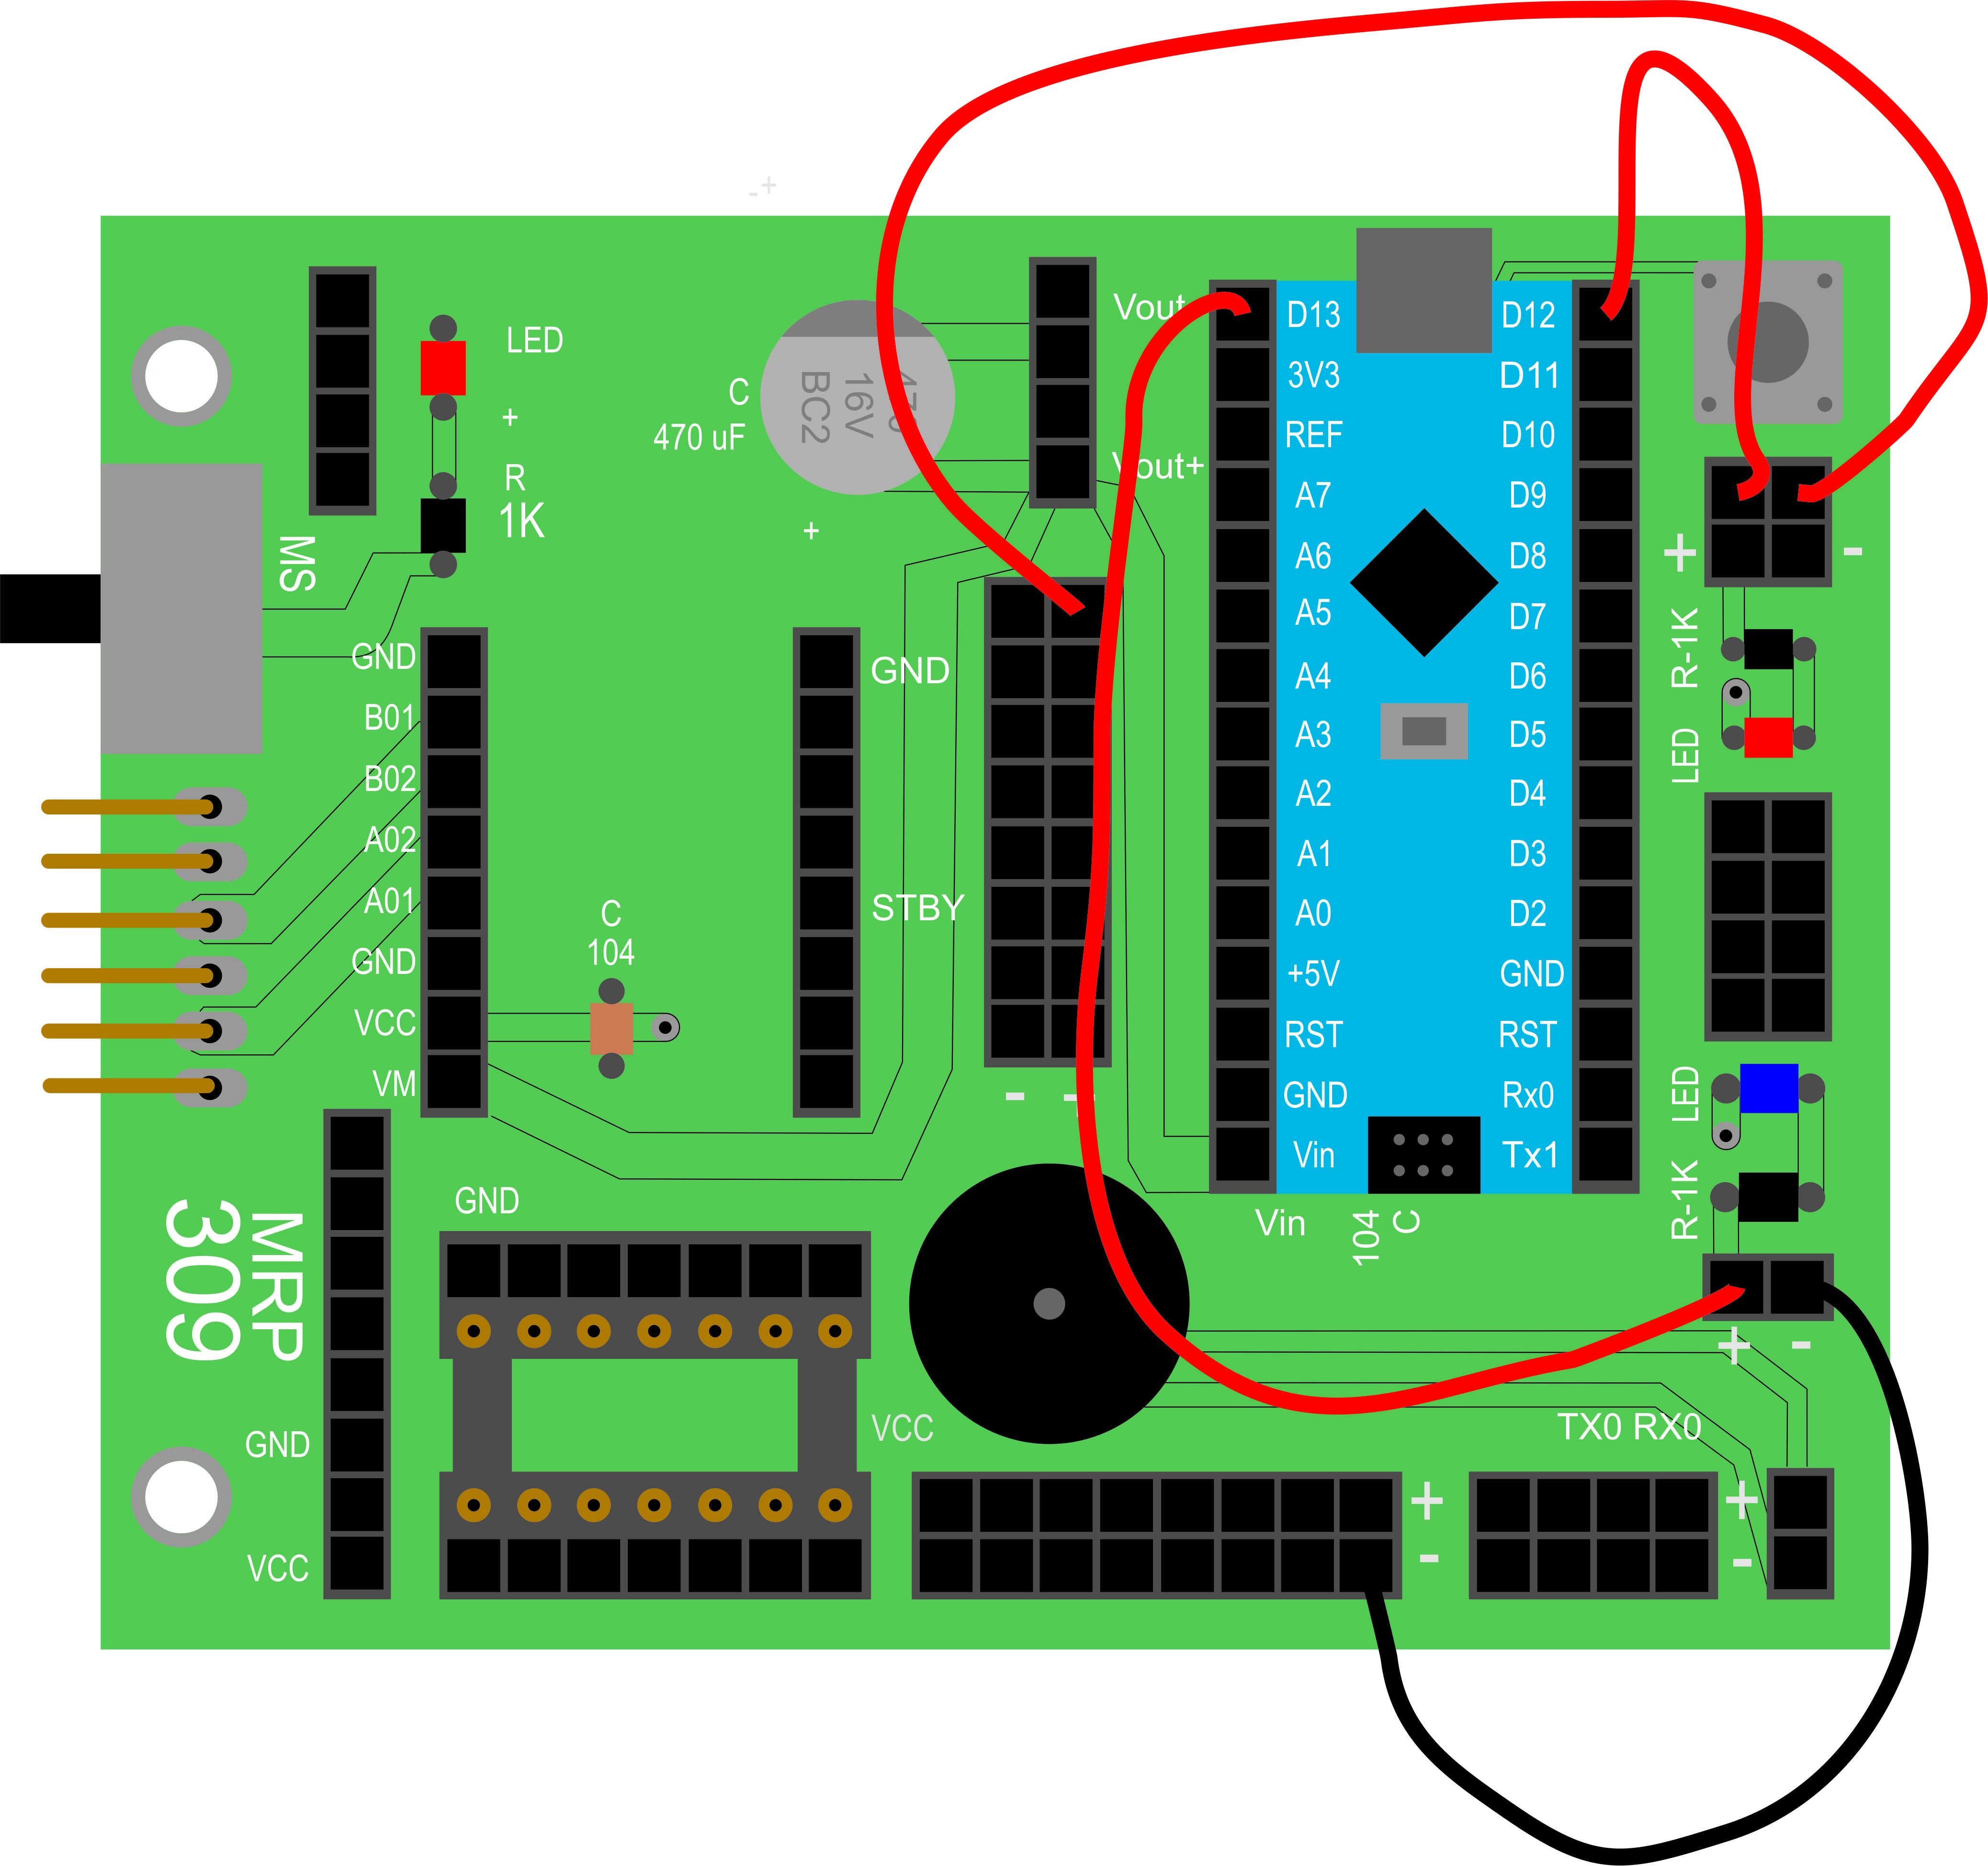 -+
LED
+
R
1K
MS
C
470 uF
16V
BC2
+
Vout+
D13
3V3
REF
A7
A6
A5
A4
A3
A2
A1
A0
+5V
RST
GND
Vin
D12
D11
D10
D9
D8
D7
D6
D5
D4
D3
D2
GND
RST
Rx0
Tx1
+ -
R-1K
LED
GND
B01
B02
A02
A01
GND
VCC
VM
C
104
GND
STBY
- +
LED
R-1K
+ -
Vin
104
C
MRP
309
GND
GND
VCC
VCC
TX0 RX0
+
-
+
-